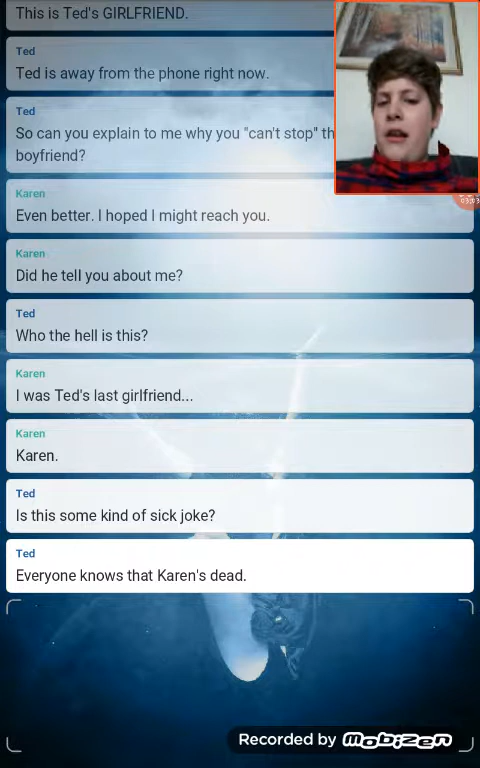 This is Ted's GIRLFRIEND.
Ted
Ted is away from the phone right now.
Ted
So can you explain to me why you "can't stop" th
boyfriend?
Karen
Even better. I hoped I might reach you.
03:03
Karen
Did he tell you about me?
Ted
Who the hell is this?
Karen
I was Ted's last girlfriend...
Karen
Karen.
Ted
Is this some kind of sick joke?
Ted
Everyone knows that Karen's dead.
Recorded by mobizen